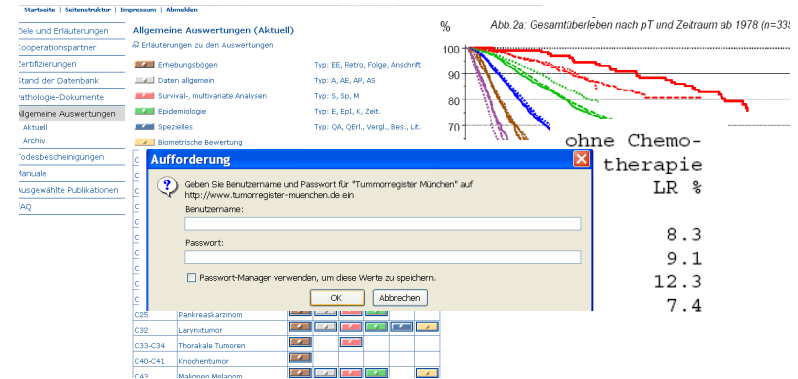 Startseite | Seitenstruktur | Impressum | Abmelden
Ziele und Erläuterungen
Kooperationspartner
Zertifizierungen
Stand der Datenbank
Pathologie-Dokumente
Allgemeine Auswertungen
Aktuell
Archiv
Todesbescheinigungen
Manuale
Ausgewählte Publikationen
FAQ
Allgemeine Auswertungen (Aktuell)
Erläuterungen zu den Auswertungen
Erhebungsbögen Typ: EE, Retro, Folge, Anschrift
Daten allgemein Typ: A, AE, AP, AS
Survival-, multivariate Analysen Typ: S, Sp, M
Epidemiologie Typ: E, EpI, K, Zeit.
Spezielles Typ: QA, QErl., Vergl., Bes., Lit.
Biometrische Bewertung
% Abb.2a: Gesamtüberleben nach pT und Zeitraum ab 1978 (n=335
100
90
80
70
ohne Chemo-
therapie
LR %
8.3
9.1
12.3
7.4
Aufforderung
Geben Sie Benutzername und Passwort für "Tummorregister München" auf
http://www.tumorregister-muenchen.de ein
Benutzername:
Passwort:
Passwort-Manager verwenden, um diese Werte zu speichern.
OK Abbrechen
C25 Pankreaskarzinom
C32 Larynxtumor
C33-C34 Thorakale Tumoren
C40-C41 Knochentumor
C43 Malignes Melanom